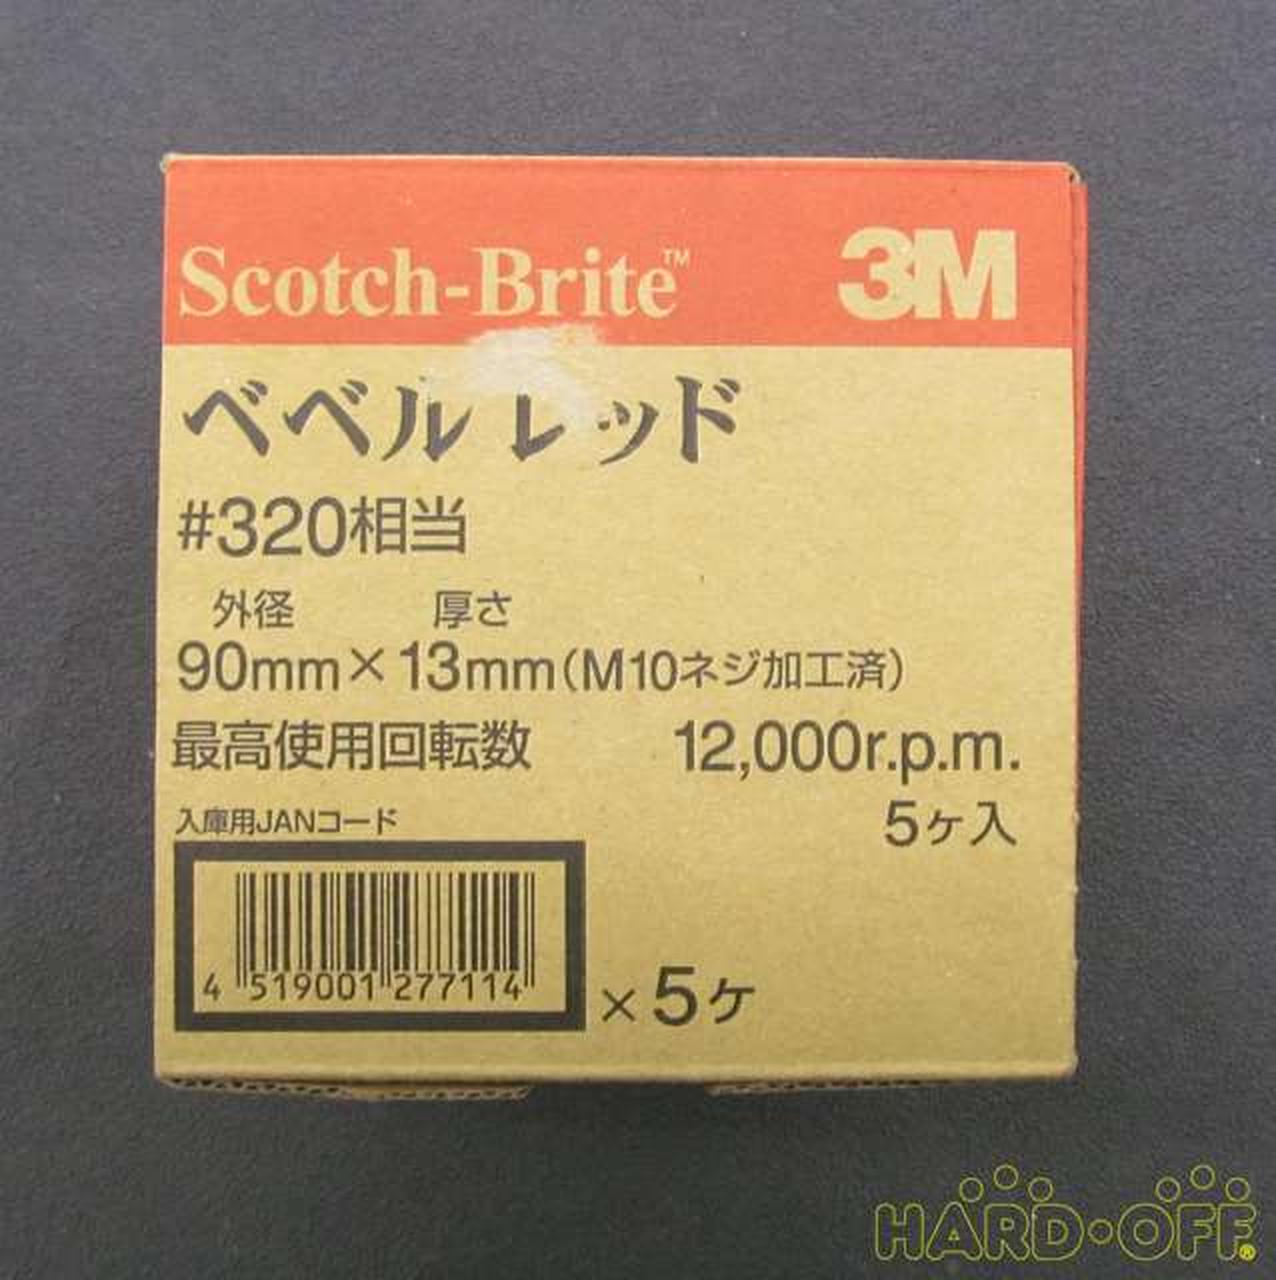 Scotch-Brite™ 3M
ベベル レッド
#320相当
外径 厚さ
90mm×13mm(M10ネジ加工済)
最高使用回転数 12,000r.p.m.
5ヶ入
入庫用JANコード
4 519001 277114
×5ヶ
HARD・OFF®